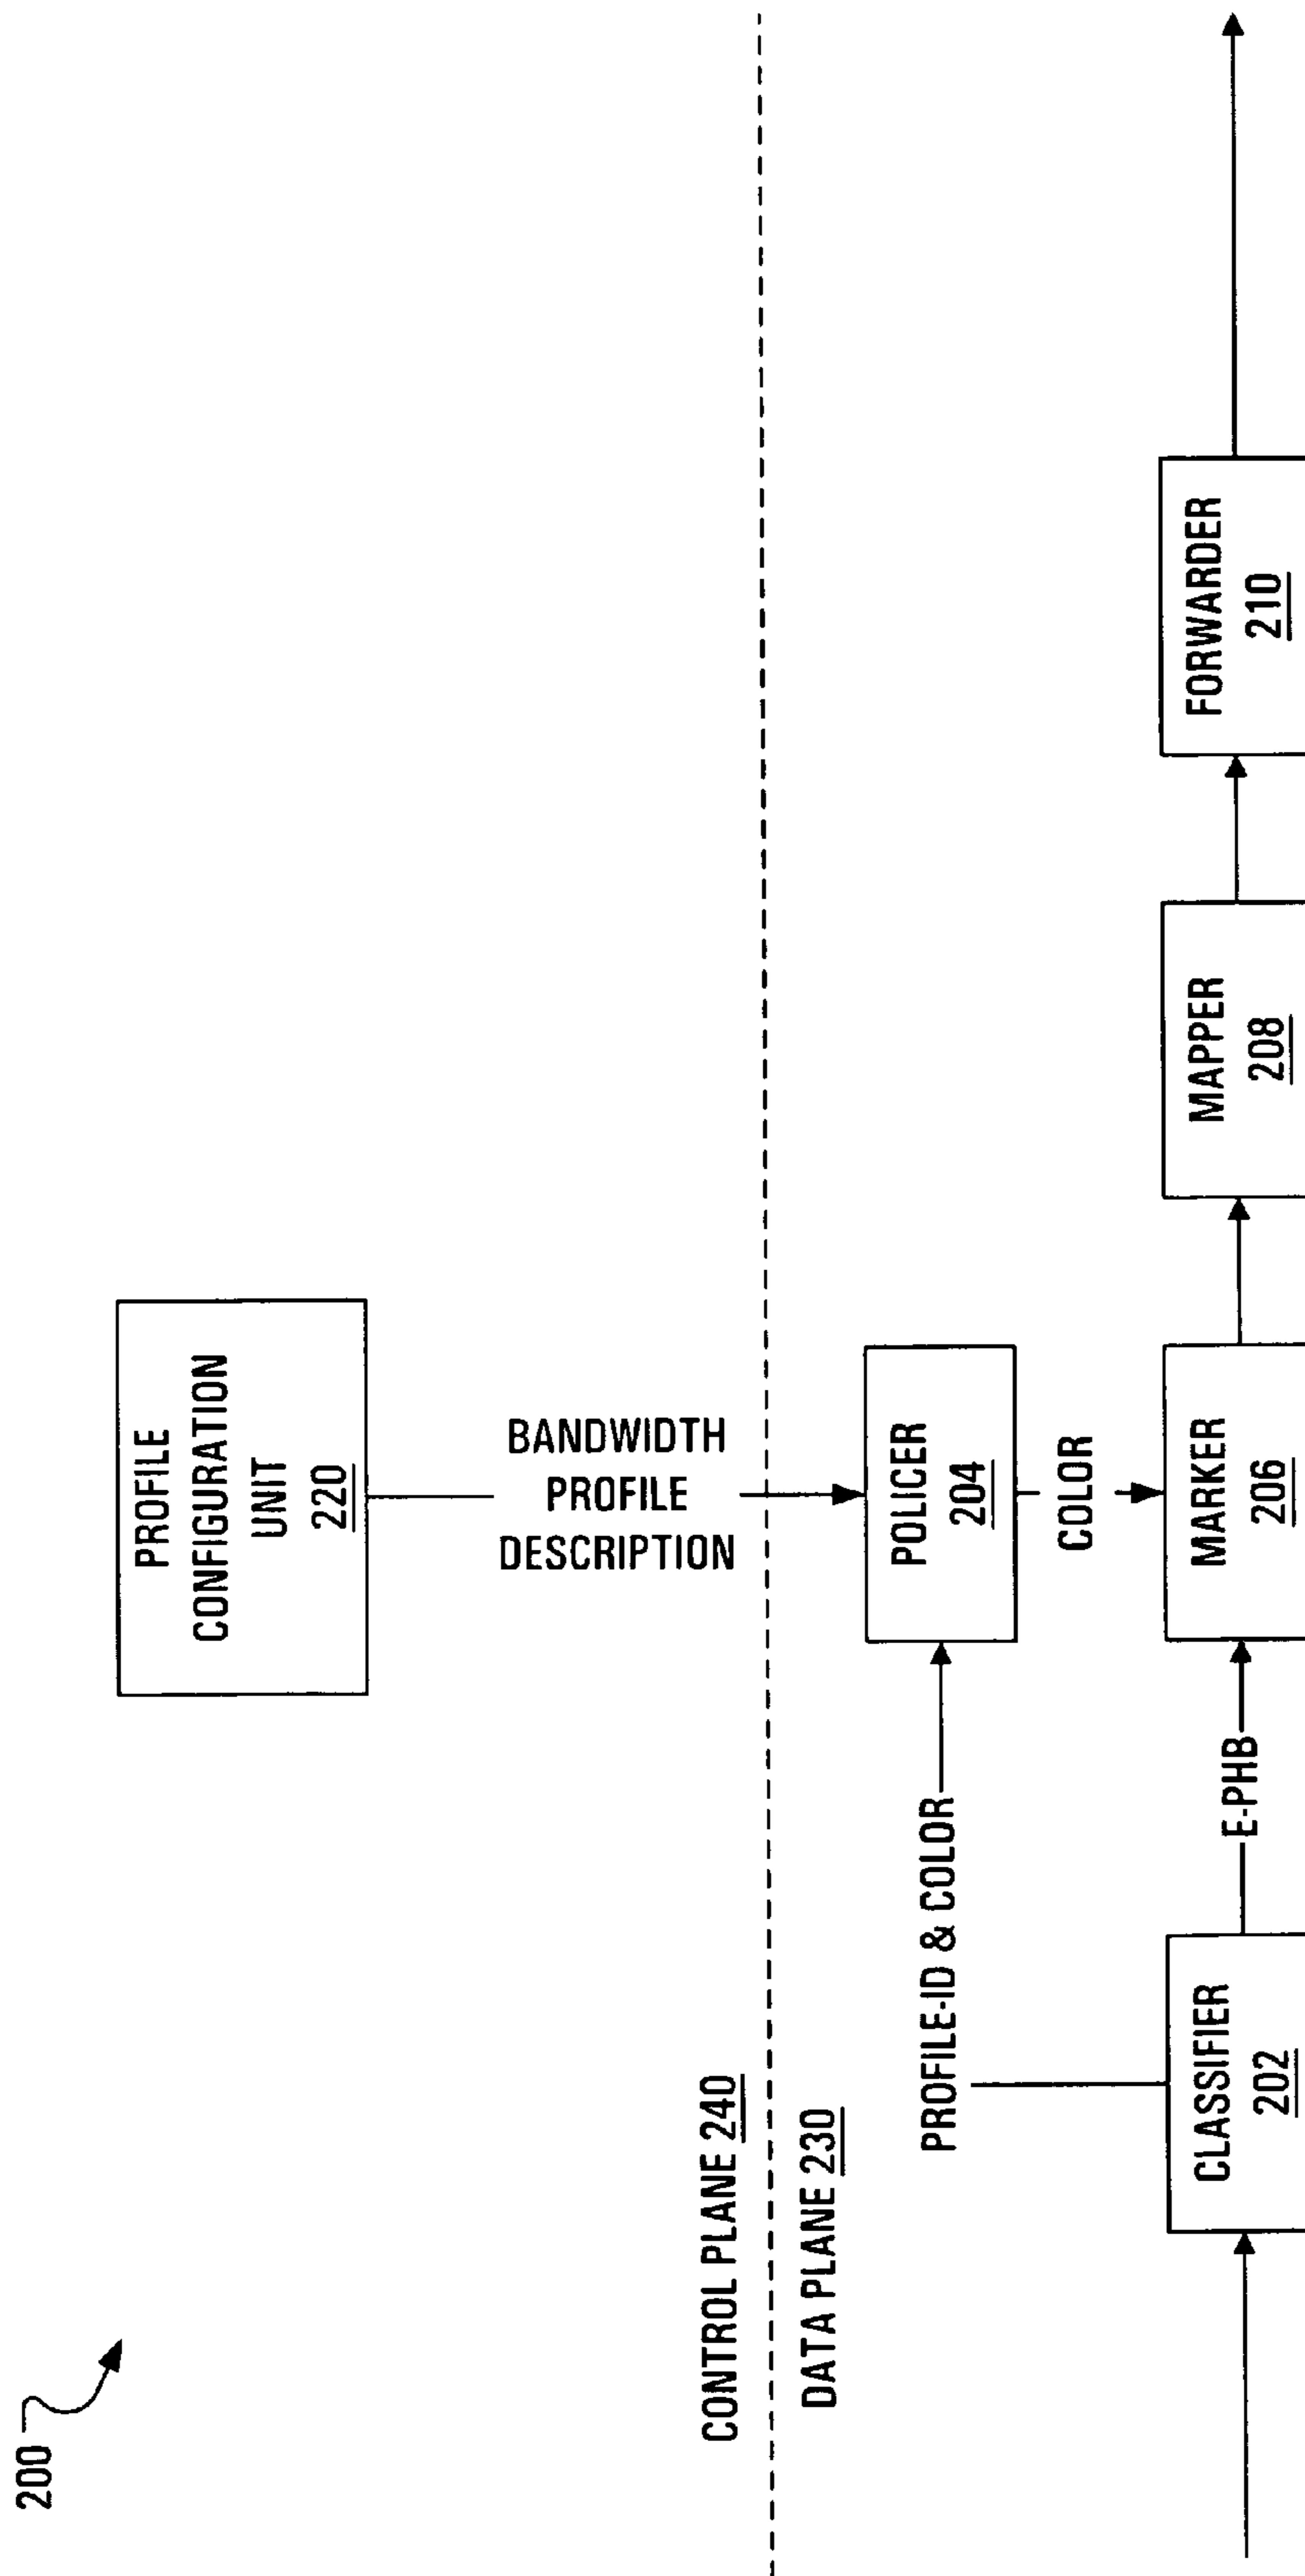 200
PROFILE
CONFIGURATION
UNIT
220
BANDWIDTH
PROFILE
DESCRIPTION
CONTROL PLANE 240
DATA PLANE 230
PROFILE-ID & COLOR
POLICER
204
COLOR
CLASSIFIER
202
E-PHB
MARKER
206
MAPPER
208
FORWARDER
210